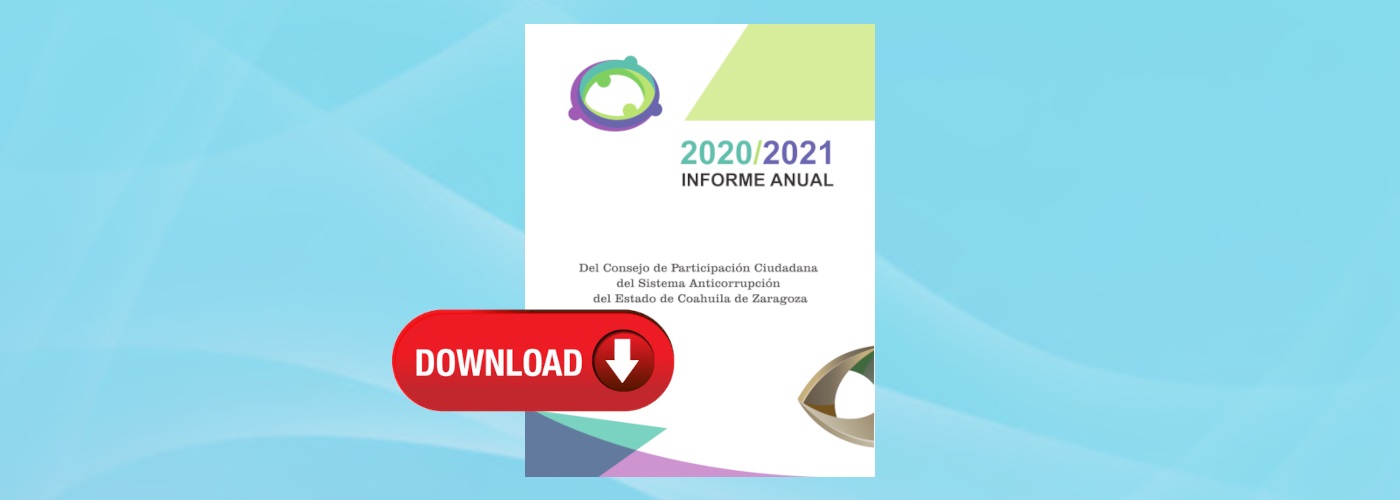 2020/2021
INFORME ANUAL
Del Consejo de Participación Ciudadana
del Sistema Anticorrupción
del Estado de Coahuila de Zaragoza
DOWNLOAD